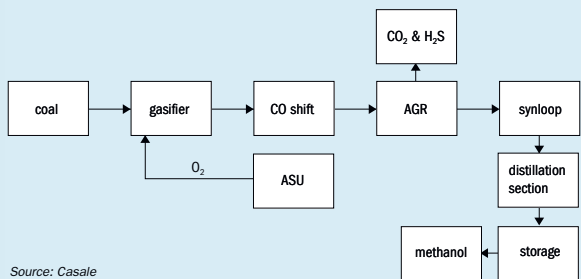 CO₂ & H₂S
coal
gasifier
CO shift
AGR
synloop
O₂
ASU
distillation
section
methanol
storage
Source: Casale